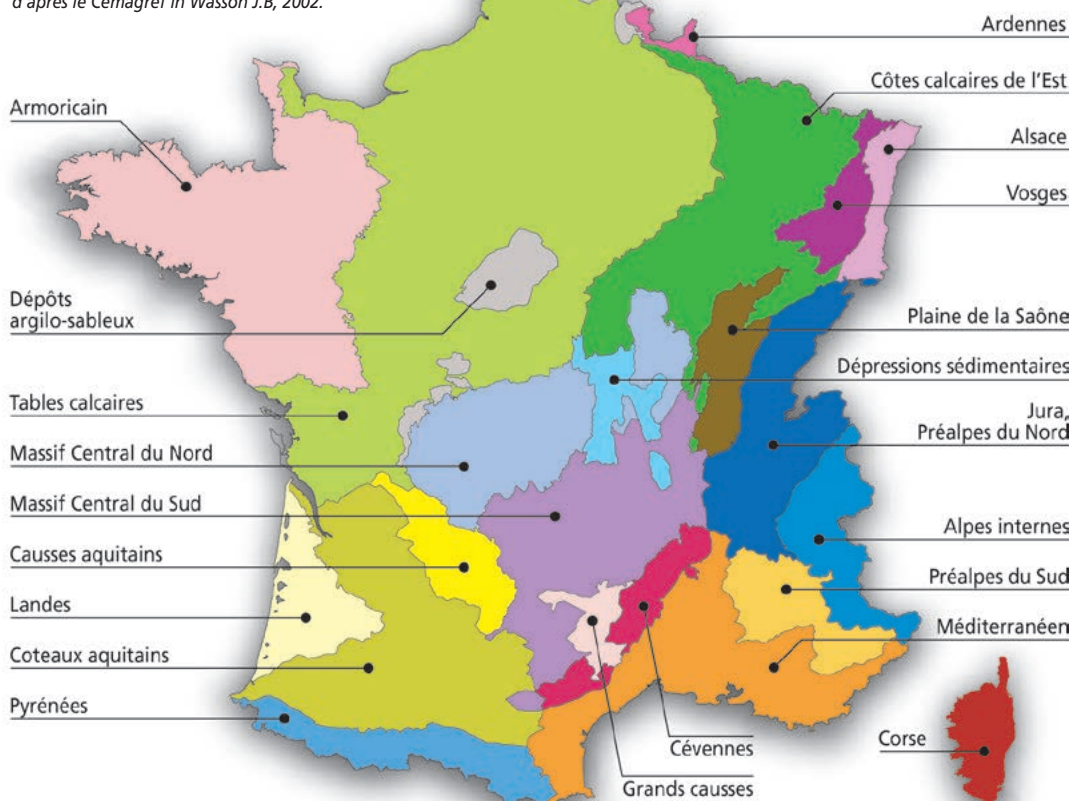 d'après le Cemagref in Wasson J.B, 2002.
Armoricain
Dépôts
argilo-sableux
Tables calcaires
Massif Central du Nord
Massif Central du Sud
Causses aquitains
Landes
Coteaux aquitains
Pyrénées
Ardennes
Côtes calcaires de l'Est
Alsace
Vosges
Plaine de la Saône
Dépressions sédimentaires
Jura,
Préalpes du Nord
Alpes internes
Préalpes du Sud
Méditerranéen
Corse
Cévennes
Grands causses